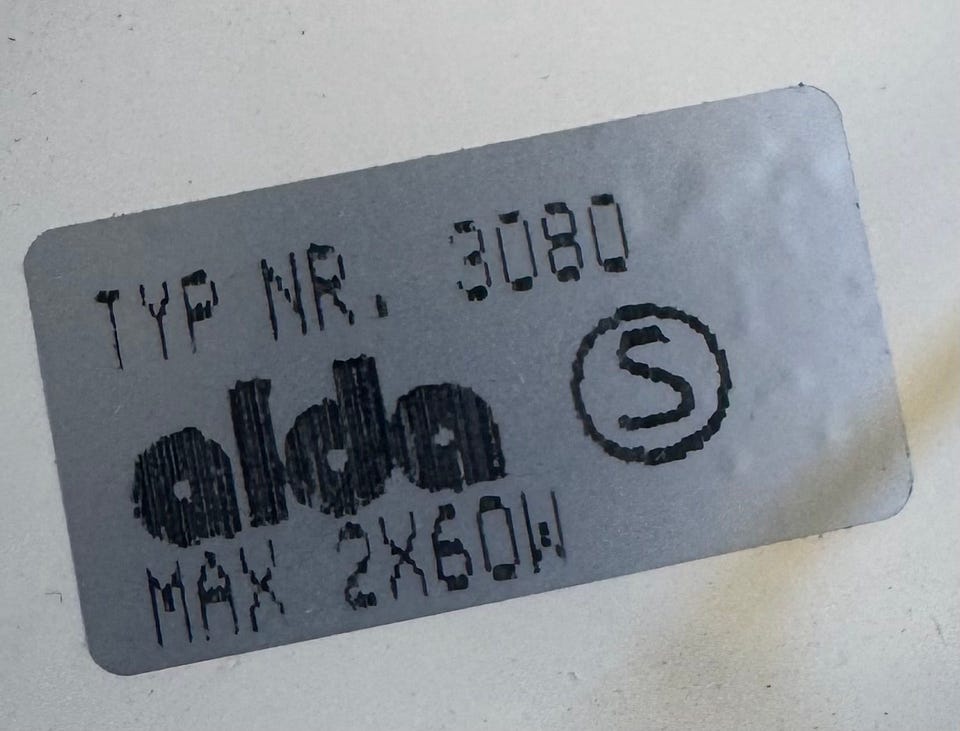 TYP NR. 3080
alda Ⓢ
MAX 2X60W